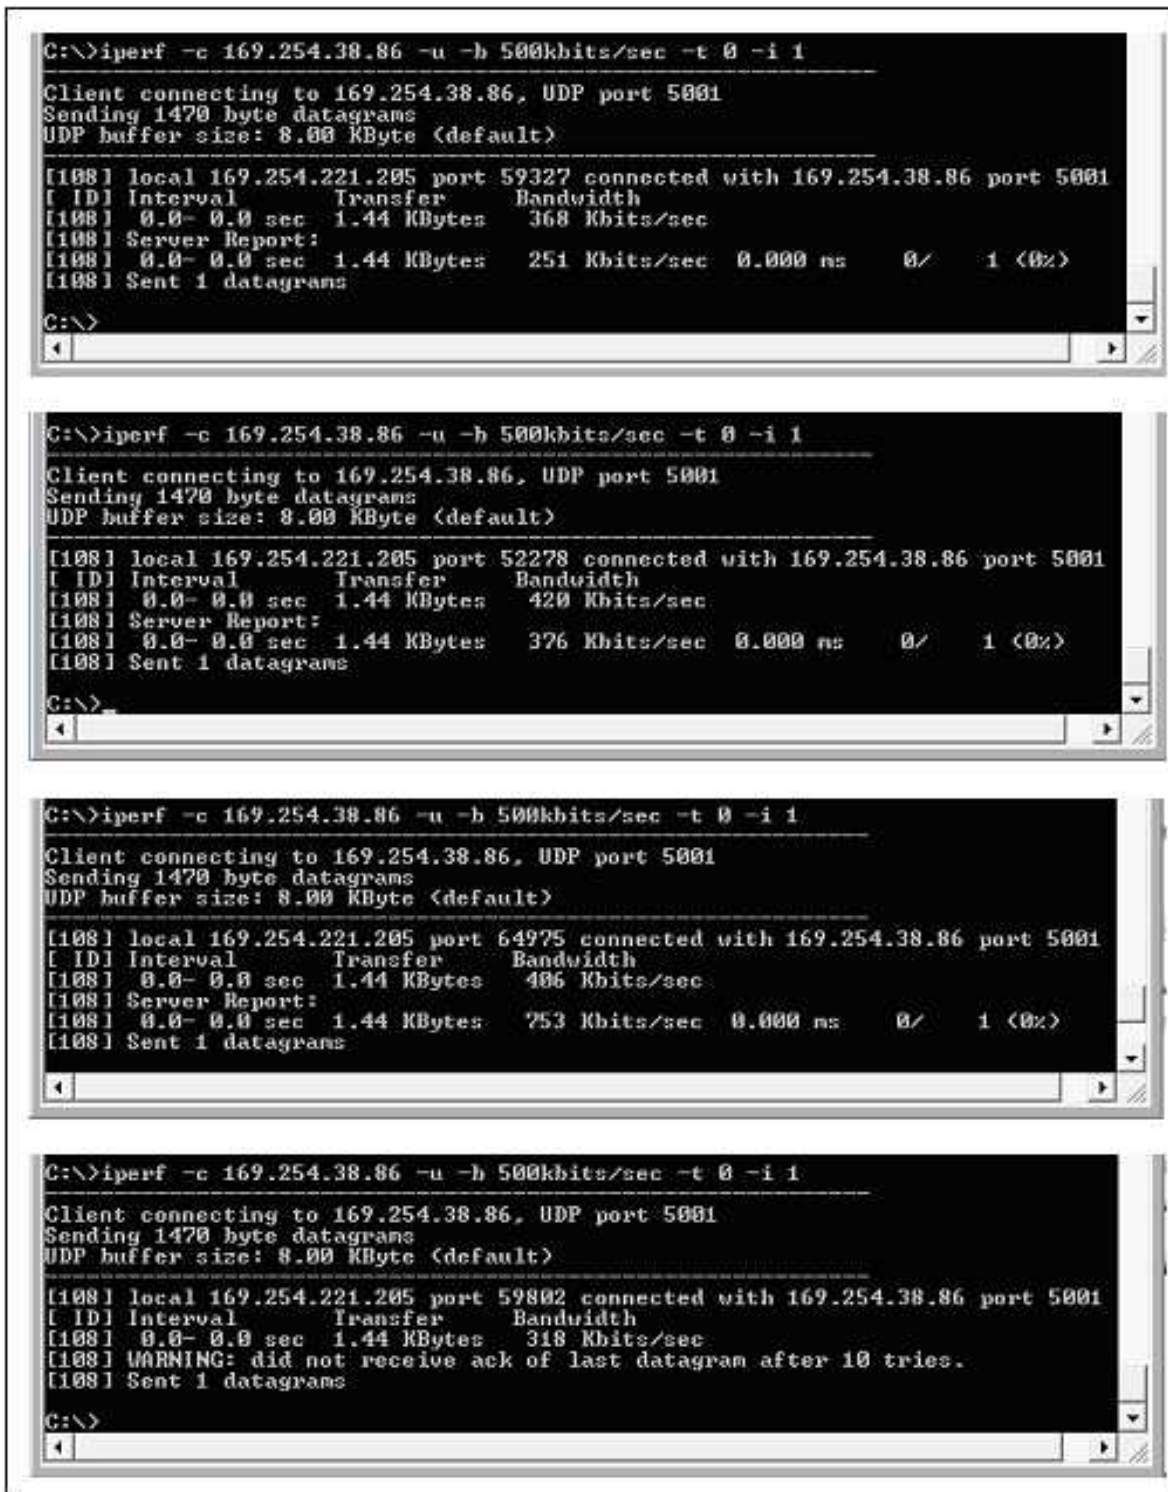 C:\>iperf -c 169.254.38.86 -u -b 500kbits/sec -t 0 -i 1
------------------------------------------------------------
Client connecting to 169.254.38.86, UDP port 5001
Sending 1470 byte datagrams
UDP buffer size: 8.00 KByte (default)
------------------------------------------------------------
[108] local 169.254.221.205 port 59327 connected with 169.254.38.86 port 5001
[ ID] Interval       Transfer     Bandwidth
[108]  0.0- 0.0 sec  1.44 KBytes   368 Kbits/sec
[108] Server Report:
[108]  0.0- 0.0 sec  1.44 KBytes   251 Kbits/sec  0.000 ms    0/    1 (0%)
[108] Sent 1 datagrams
C:\>
C:\>iperf -c 169.254.38.86 -u -b 500kbits/sec -t 0 -i 1
------------------------------------------------------------
Client connecting to 169.254.38.86, UDP port 5001
Sending 1470 byte datagrams
UDP buffer size: 8.00 KByte (default)
------------------------------------------------------------
[108] local 169.254.221.205 port 52278 connected with 169.254.38.86 port 5001
[ ID] Interval       Transfer     Bandwidth
[108]  0.0- 0.0 sec  1.44 KBytes   420 Kbits/sec
[108] Server Report:
[108]  0.0- 0.0 sec  1.44 KBytes   376 Kbits/sec  0.000 ms    0/    1 (0%)
[108] Sent 1 datagrams
C:\>_
C:\>iperf -c 169.254.38.86 -u -b 500kbits/sec -t 0 -i 1
------------------------------------------------------------
Client connecting to 169.254.38.86, UDP port 5001
Sending 1470 byte datagrams
UDP buffer size: 8.00 KByte (default)
------------------------------------------------------------
[108] local 169.254.221.205 port 64975 connected with 169.254.38.86 port 5001
[ ID] Interval       Transfer     Bandwidth
[108]  0.0- 0.0 sec  1.44 KBytes   406 Kbits/sec
[108] Server Report:
[108]  0.0- 0.0 sec  1.44 KBytes   753 Kbits/sec  0.000 ms    0/    1 (0%)
[108] Sent 1 datagrams
C:\>iperf -c 169.254.38.86 -u -b 500kbits/sec -t 0 -i 1
------------------------------------------------------------
Client connecting to 169.254.38.86, UDP port 5001
Sending 1470 byte datagrams
UDP buffer size: 8.00 KByte (default)
------------------------------------------------------------
[108] local 169.254.221.205 port 59802 connected with 169.254.38.86 port 5001
[ ID] Interval       Transfer     Bandwidth
[108]  0.0- 0.0 sec  1.44 KBytes   318 Kbits/sec
[108] WARNING: did not receive ack of last datagram after 10 tries.
[108] Sent 1 datagrams
C:\>